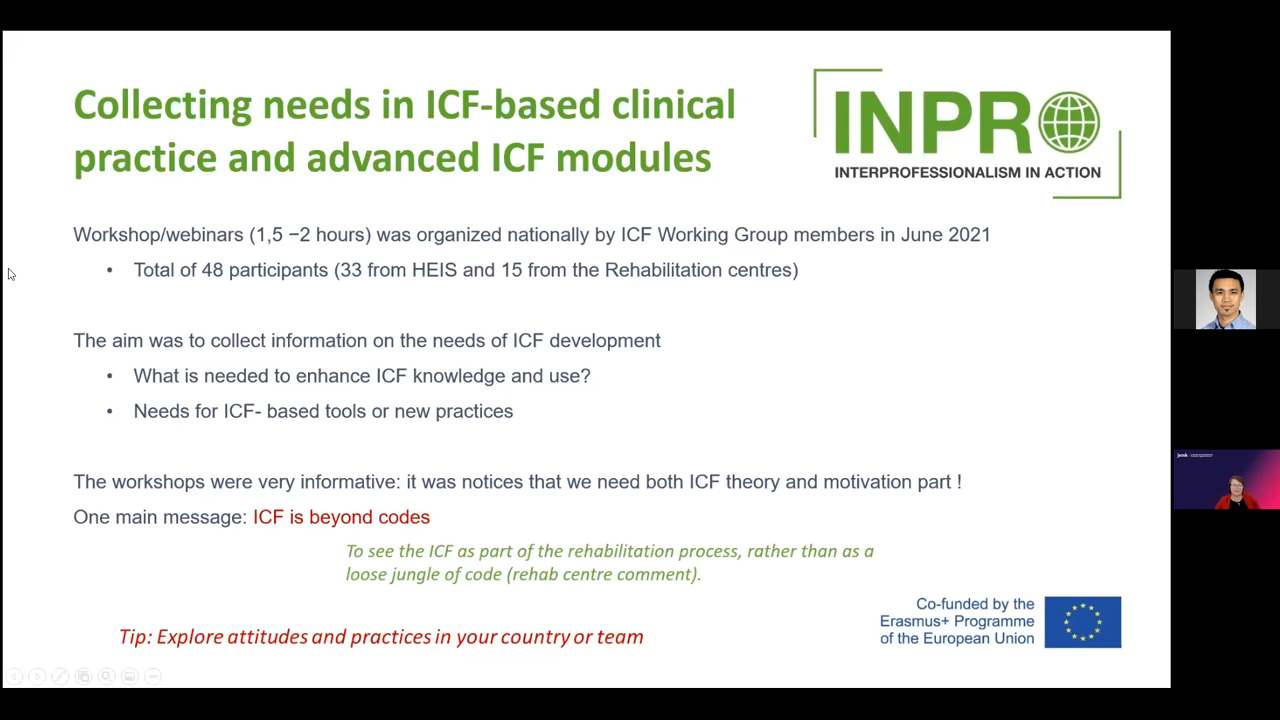 Collecting needs in ICF-based clinical
practice and advanced ICF modules
INPRO
INTERPROFESSIONALISM IN ACTION
Workshop/webinars (1,5 −2 hours) was organized nationally by ICF Working Group members in June 2021
• Total of 48 participants (33 from HEIS and 15 from the Rehabilitation centres)
The aim was to collect information on the needs of ICF development
• What is needed to enhance ICF knowledge and use?
• Needs for ICF- based tools or new practices
The workshops were very informative: it was notices that we need both ICF theory and motivation part !
One main message: ICF is beyond codes
To see the ICF as part of the rehabilitation process, rather than as a
loose jungle of code (rehab centre comment).
Tip: Explore attitudes and practices in your country or team
Co-funded by the
Erasmus+ Programme
of the European Union
jamk